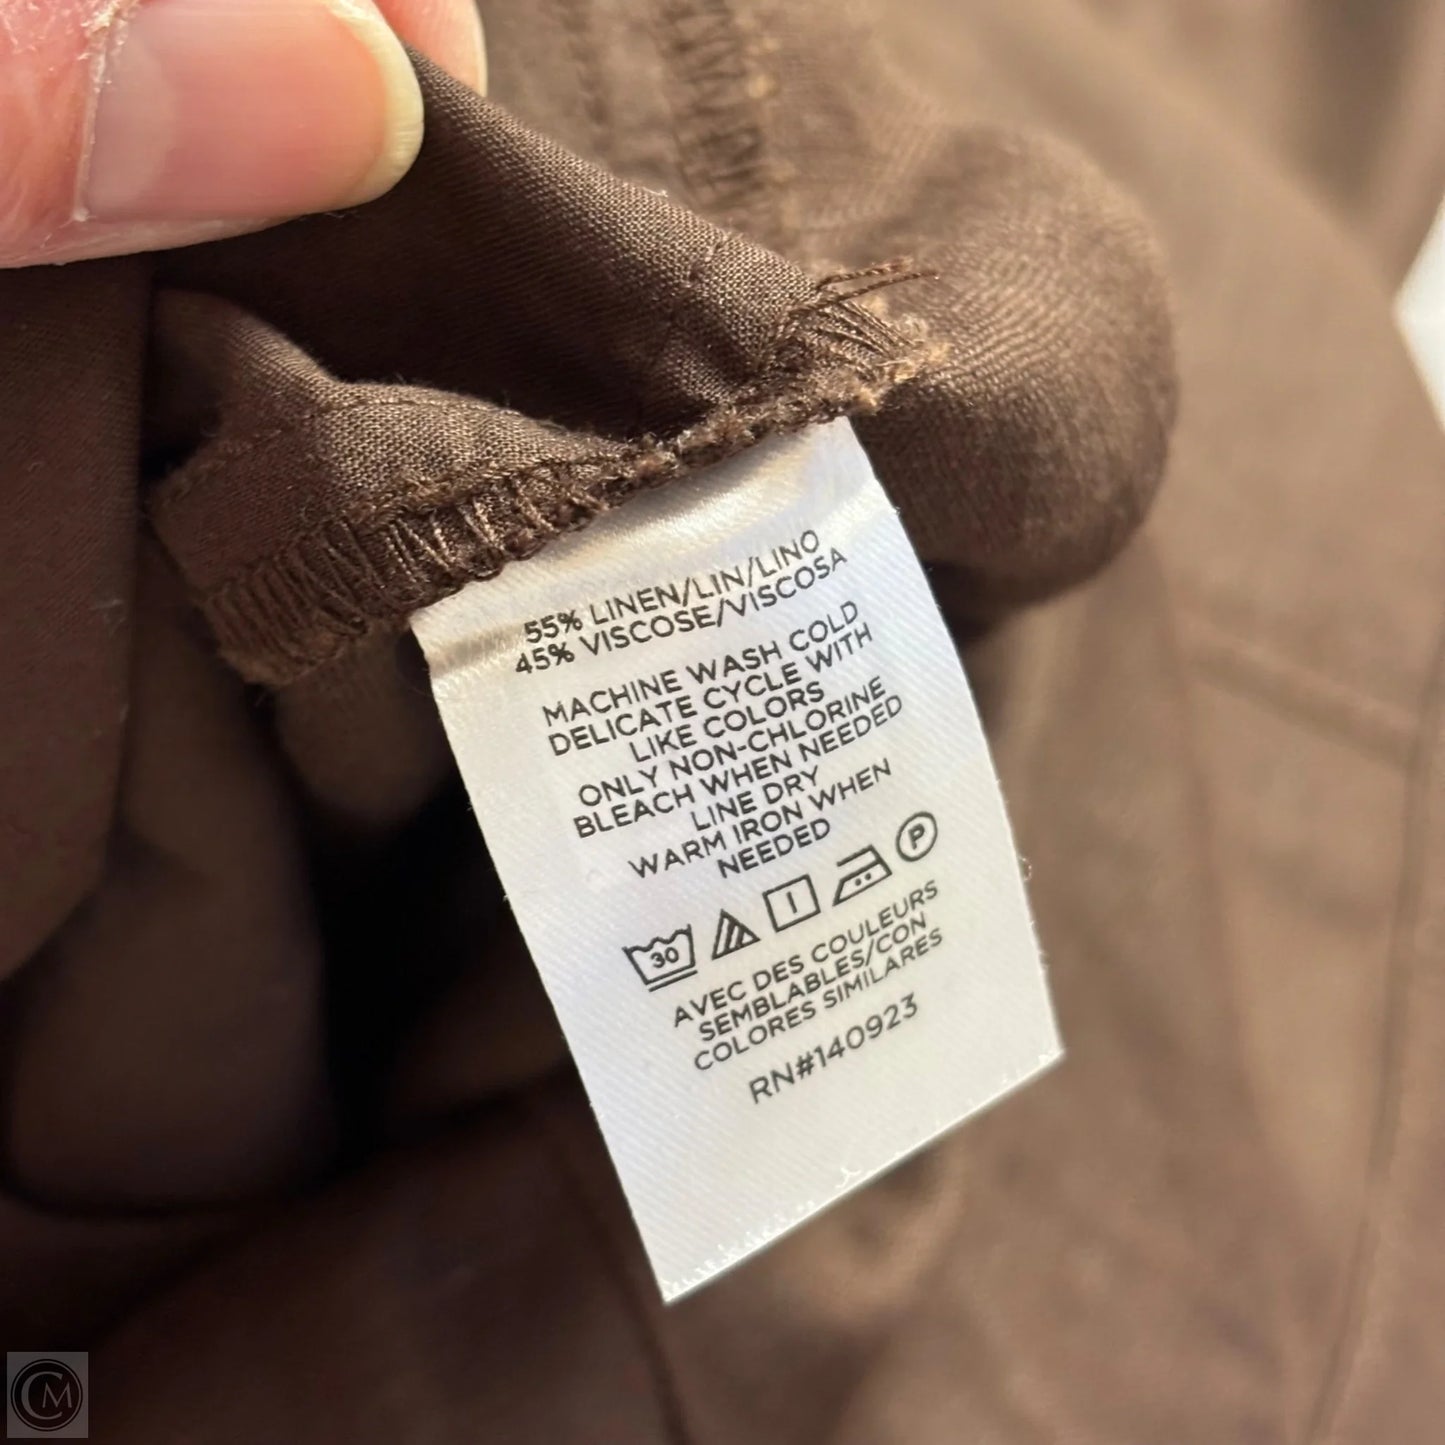 55% LINEN/LIN/LINO
45% VISCOSE/VISCOSA
MACHINE WASH COLD
DELICATE CYCLE WITH
LIKE COLORS
ONLY NON-CHLORINE
BLEACH WHEN NEEDED
LINE DRY
WARM IRON WHEN
NEEDED
30 P
AVEC DES COULEURS
SEMBLABLES/CON
COLORES SIMILARES
RN#140923
CM